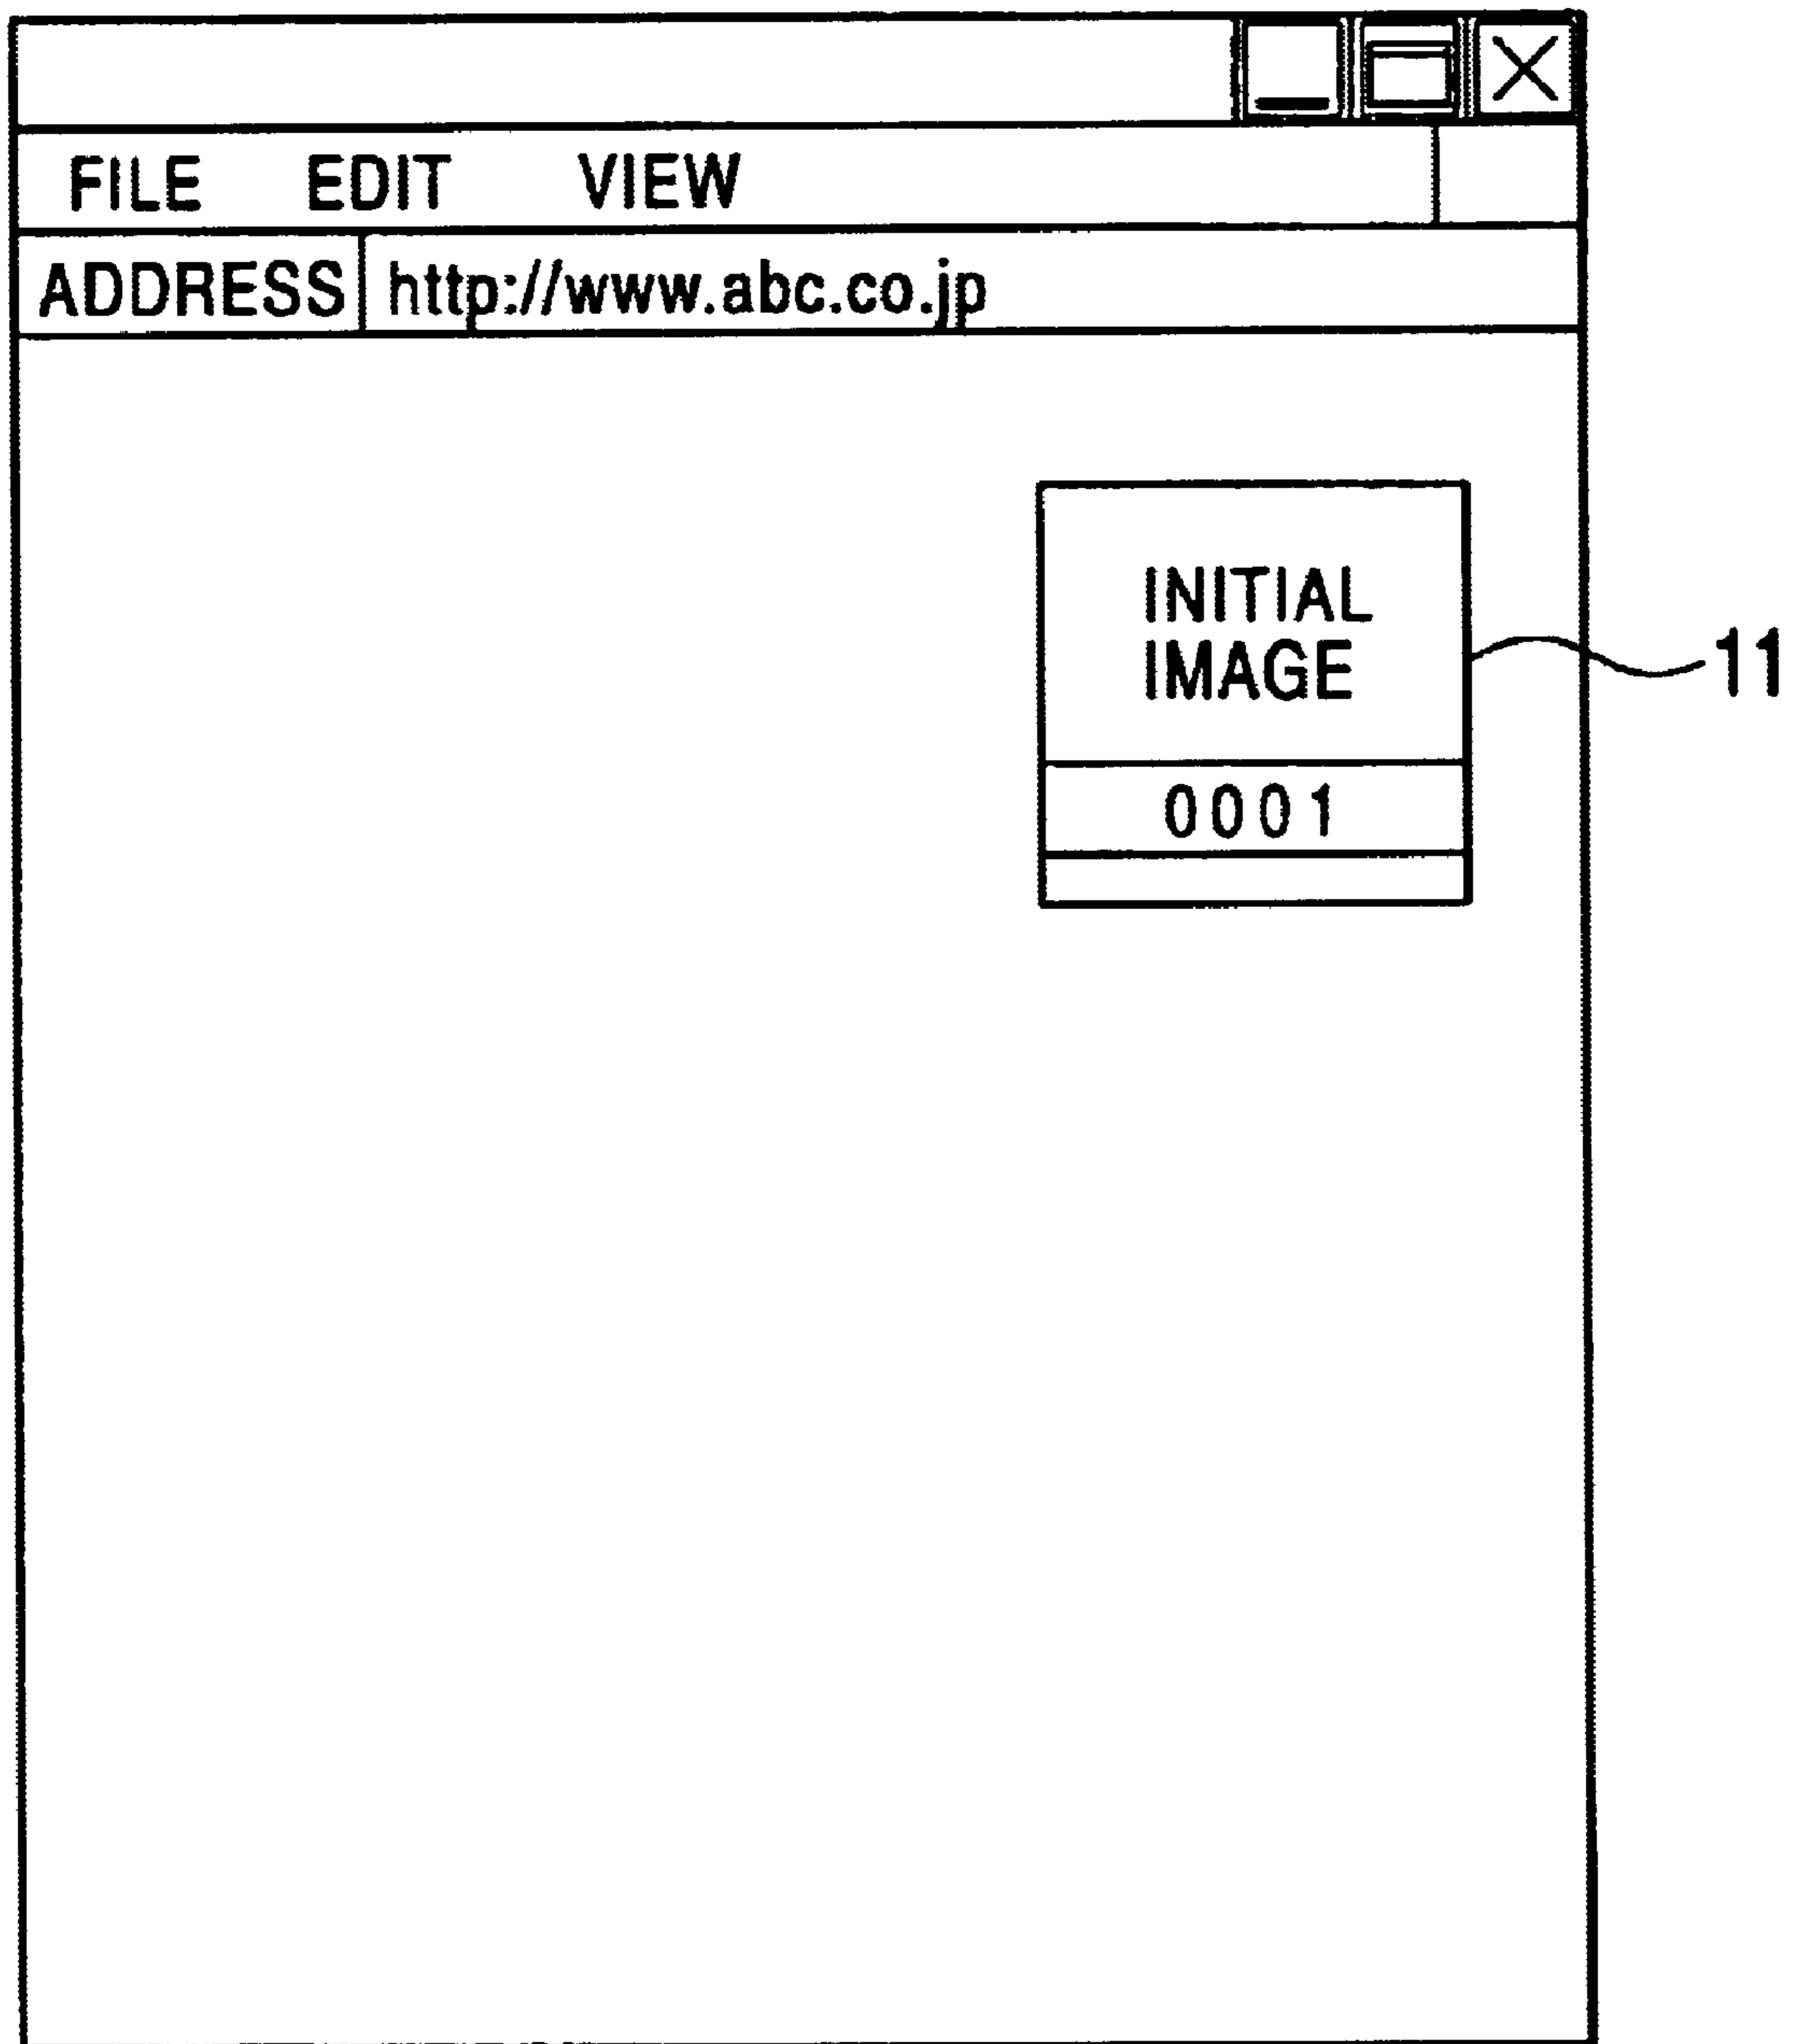 FILE EDIT VIEW
ADDRESS http://www.abc.co.jp
INITIAL
IMAGE
11
0001